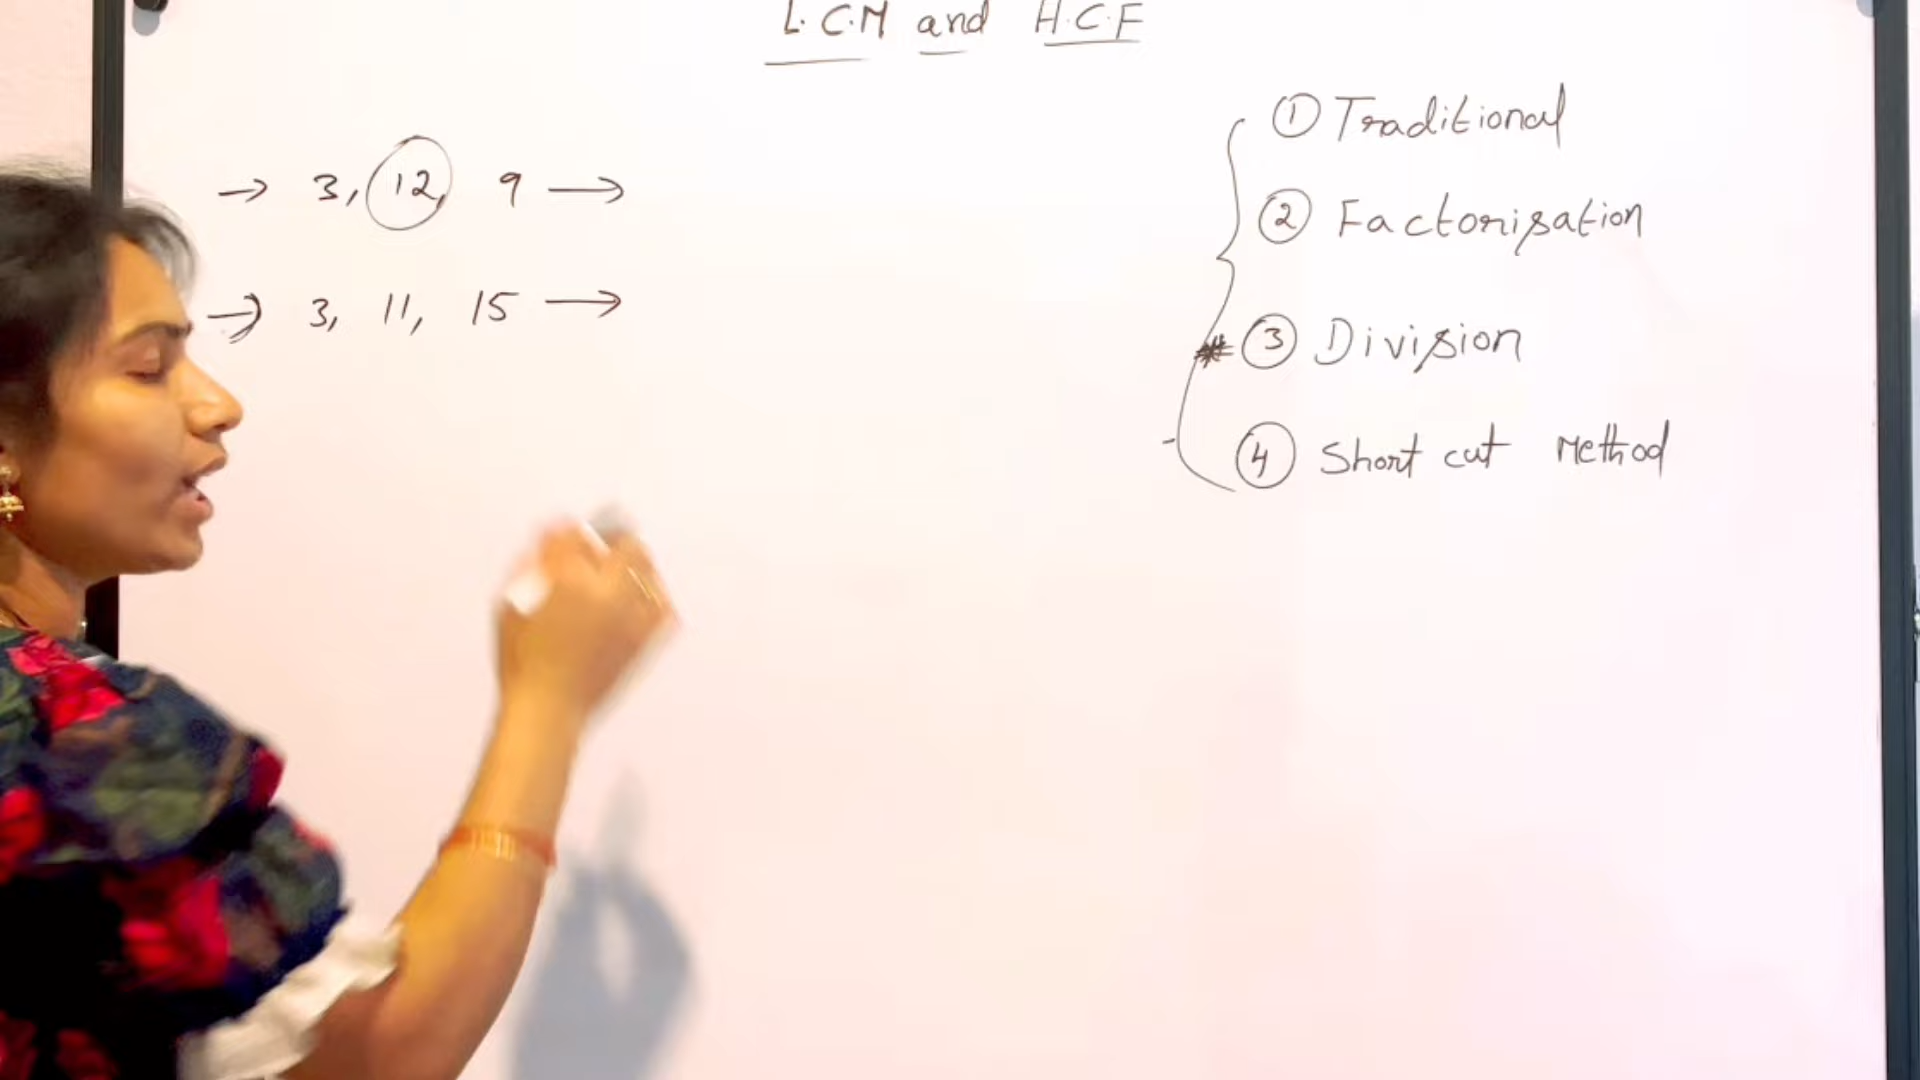 L.C.M and H.C.F
→ 3, 12, 9 →
→ 3, 11, 15 →
① Traditional
② Factorisation
* ③ Division
④ Short cut Method